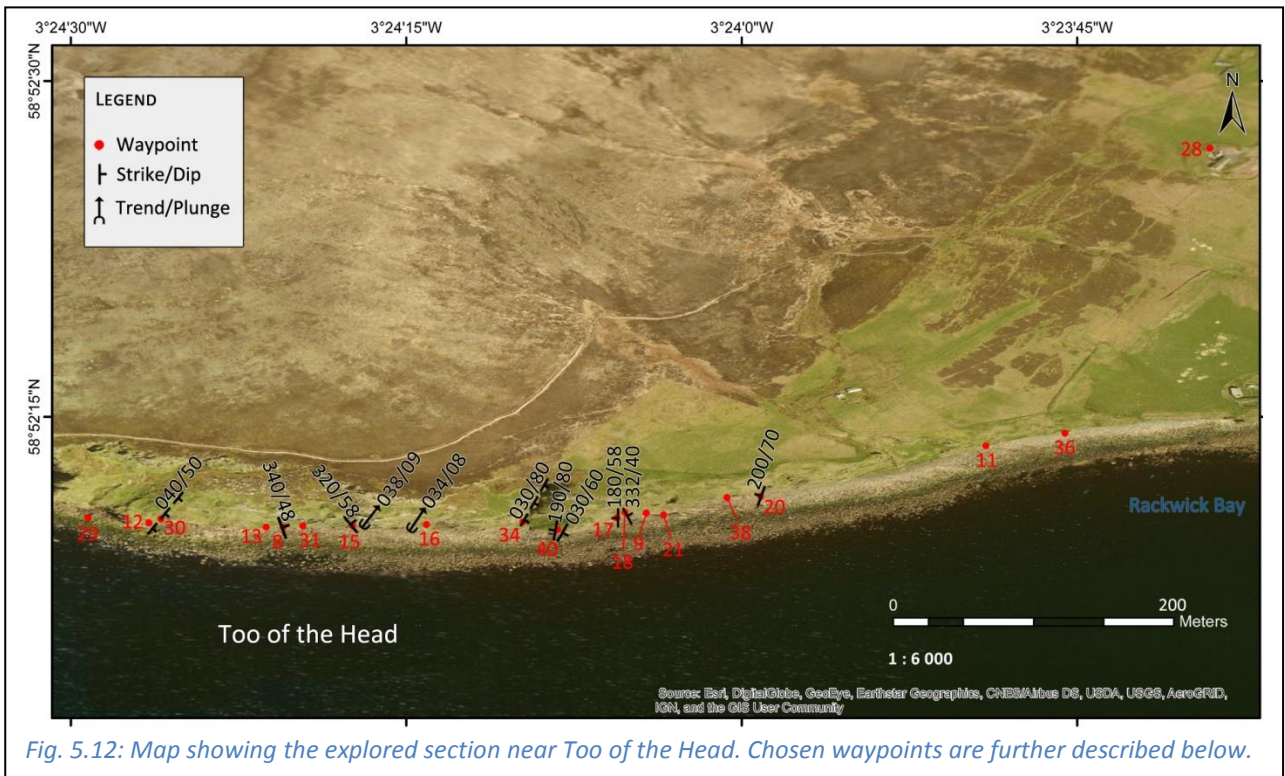 3°24'30"W
3°24'15"W
3°24'0"W
3°23'45"W
58°52'30"N
58°52'15"N
LEGEND
Waypoint
Strike/Dip
Trend/Plunge
N
28
11
36
Rackwick Bay
040/50
340/48
320/58
038/09
034/08
030/80
190/80
030/60
180/58
332/40
200/70
29
12
30
13
8
31
15
16
34
40
17
18
9
21
38
20
Too of the Head
0 200
Meters
1 : 6 000
Source: Esri, DigitalGlobe, GeoEye, Earthstar Geographics, CNES/Airbus DS, USDA, USGS, AeroGRID,
IGN, and the GIS User Community
Fig. 5.12: Map showing the explored section near Too of the Head. Chosen waypoints are further described below.